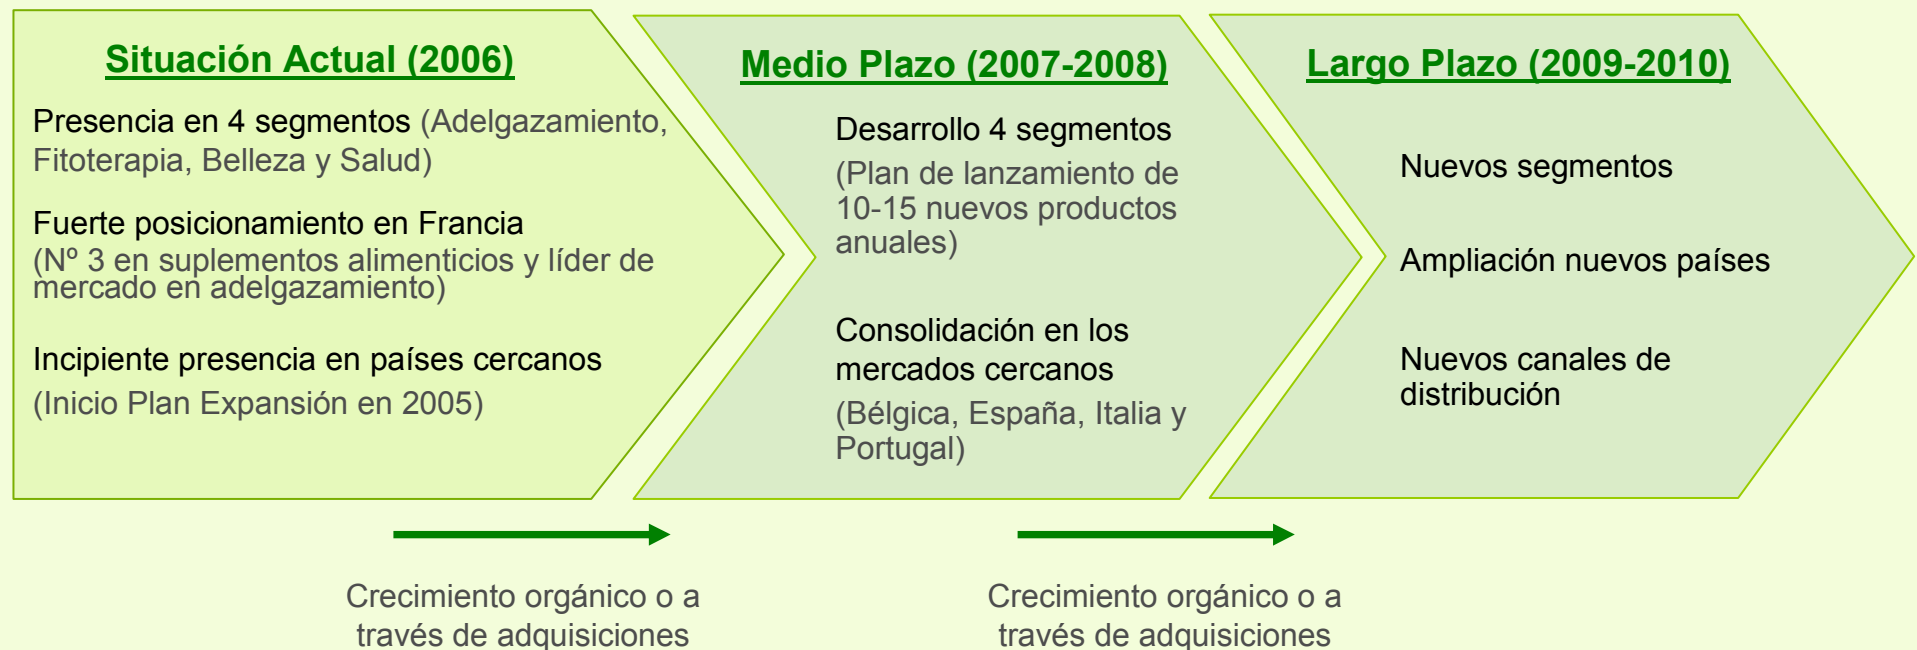 Situación Actual (2006)
Presencia en 4 segmentos (Adelgazamiento,
Fitoterapia, Belleza y Salud)
Fuerte posicionamiento en Francia
(Nº 3 en suplementos alimenticios y líder de
mercado en adelgazamiento)
Incipiente presencia en países cercanos
(Inicio Plan Expansión en 2005)
Medio Plazo (2007-2008)
Desarrollo 4 segmentos
(Plan de lanzamiento de
10-15 nuevos productos
anuales)
Consolidación en los
mercados cercanos
(Bélgica, España, Italia y
Portugal)
Largo Plazo (2009-2010)
Nuevos segmentos
Ampliación nuevos países
Nuevos canales de
distribución
Crecimiento orgánico o a
través de adquisiciones
Crecimiento orgánico o a
través de adquisiciones